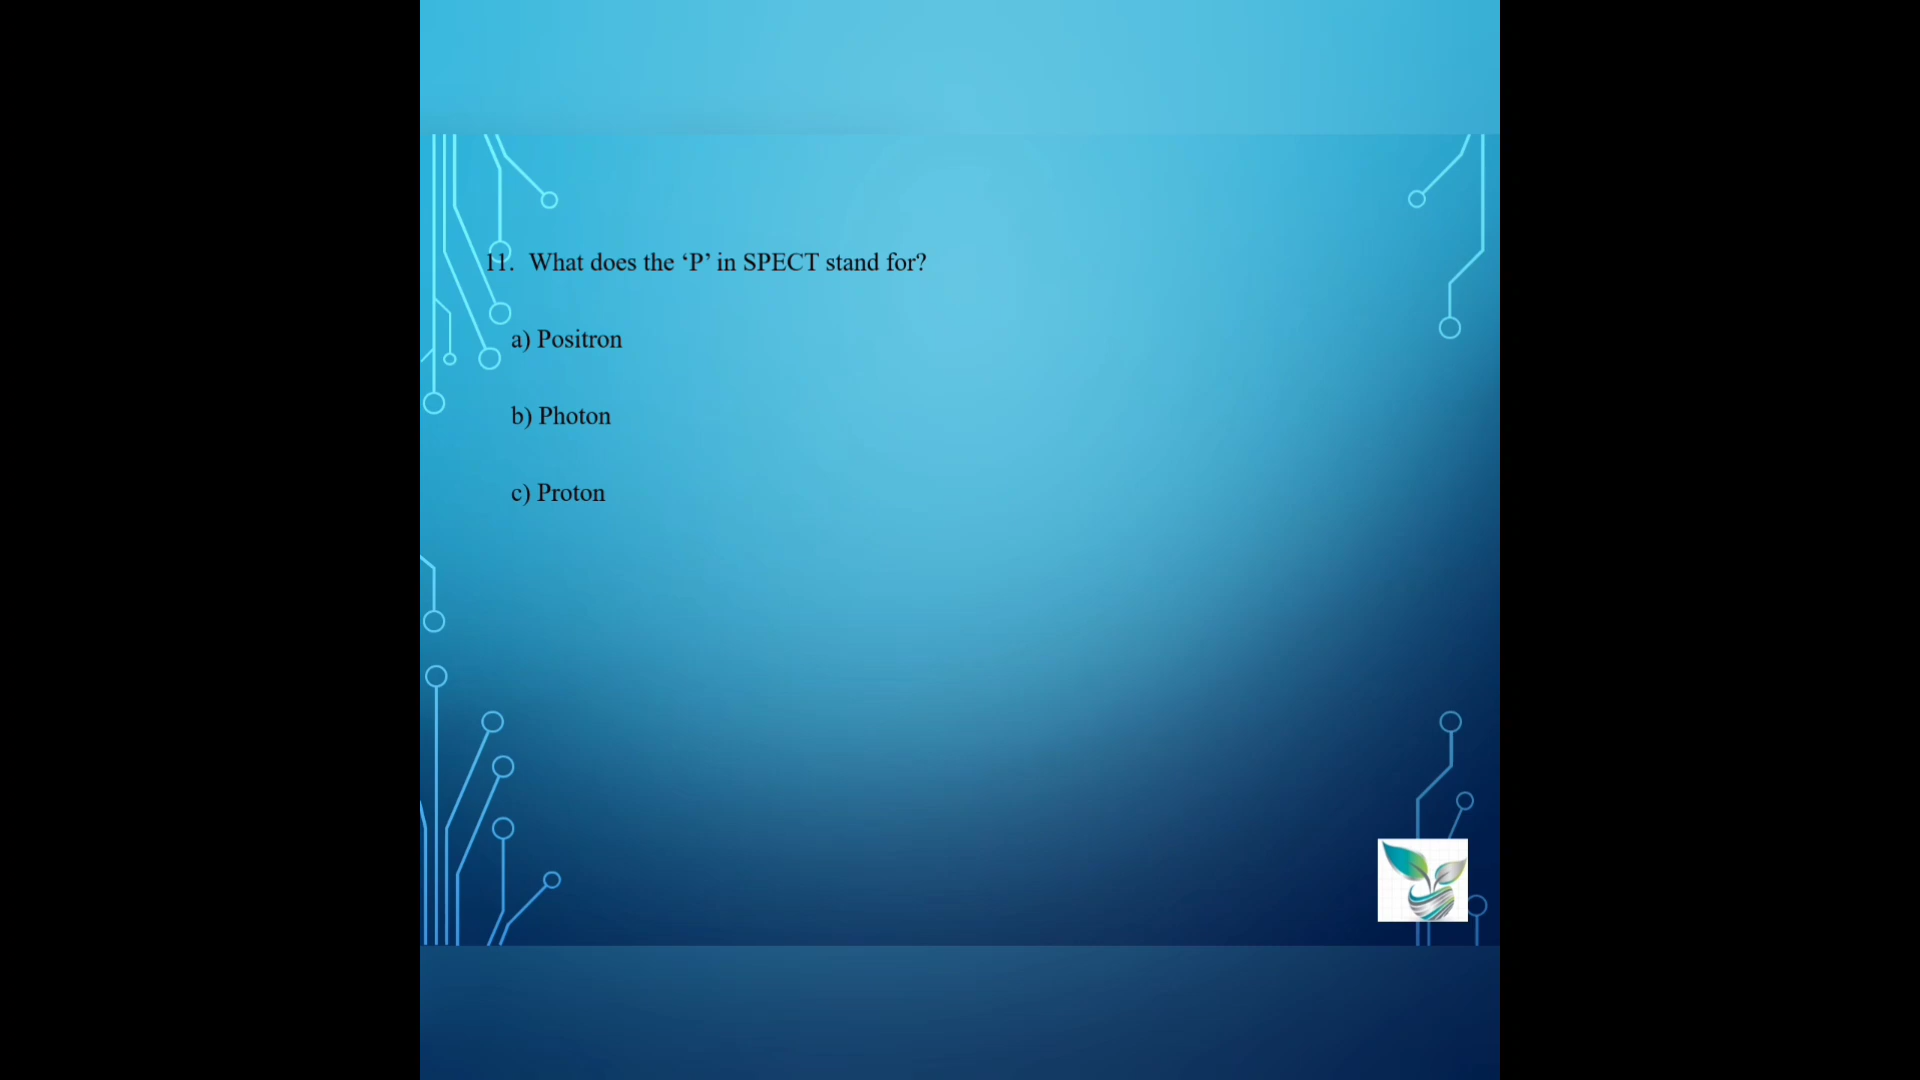 11. What does the ‘P’ in SPECT stand for?
a) Positron
b) Photon
c) Proton